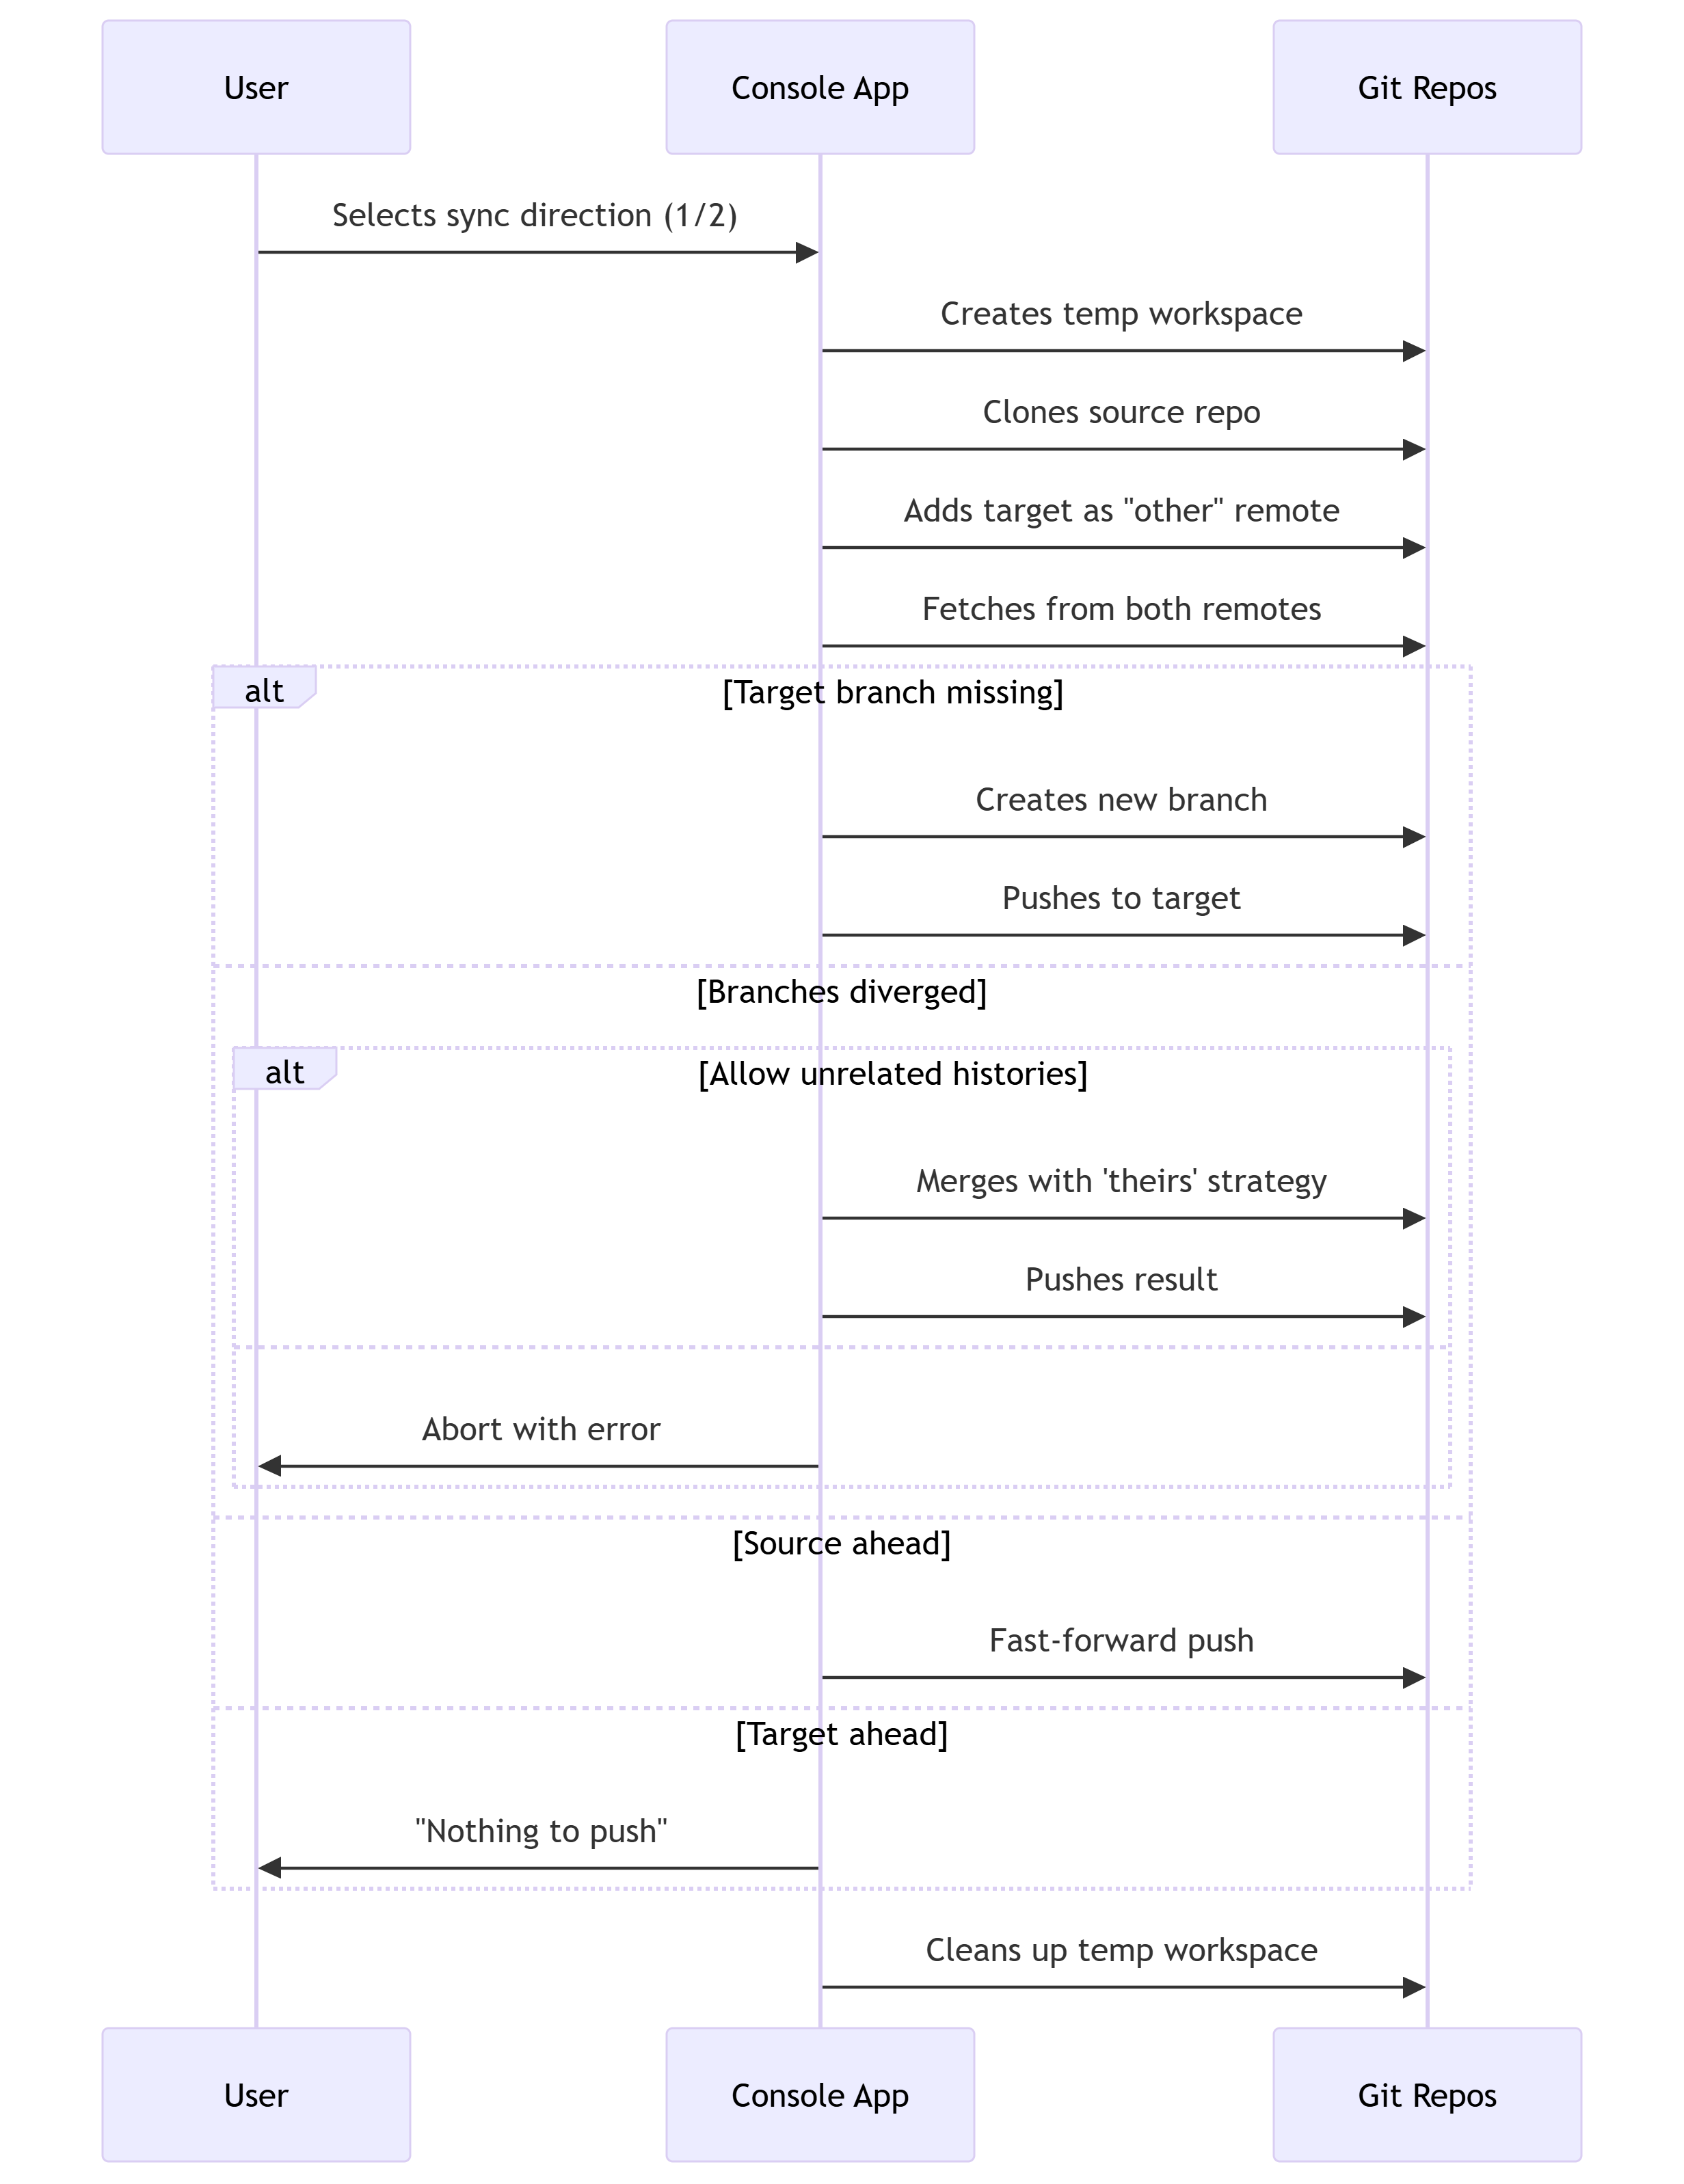 User
Console App
Git Repos
Selects sync direction (1/2)
Creates temp workspace
Clones source repo
Adds target as "other" remote
Fetches from both remotes
alt
[Target branch missing]
Creates new branch
Pushes to target
[Branches diverged]
alt
[Allow unrelated histories]
Merges with 'theirs' strategy
Pushes result
Abort with error
[Source ahead]
Fast-forward push
[Target ahead]
"Nothing to push"
Cleans up temp workspace
User
Console App
Git Repos